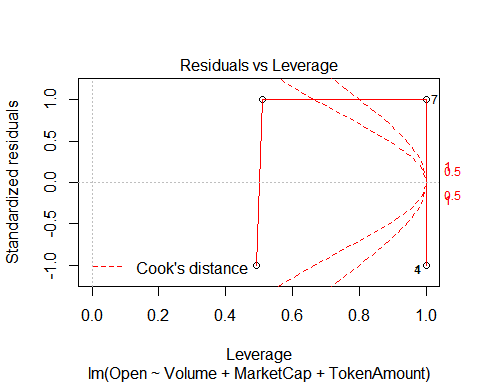 Residuals vs Leverage
Standardized residuals
1.0
0.5
0.0
-0.5
-1.0
7
1
0.5
0.5
1
4
Cook's distance
0.0 0.2 0.4 0.6 0.8 1.0
Leverage
lm(Open ~ Volume + MarketCap + TokenAmount)